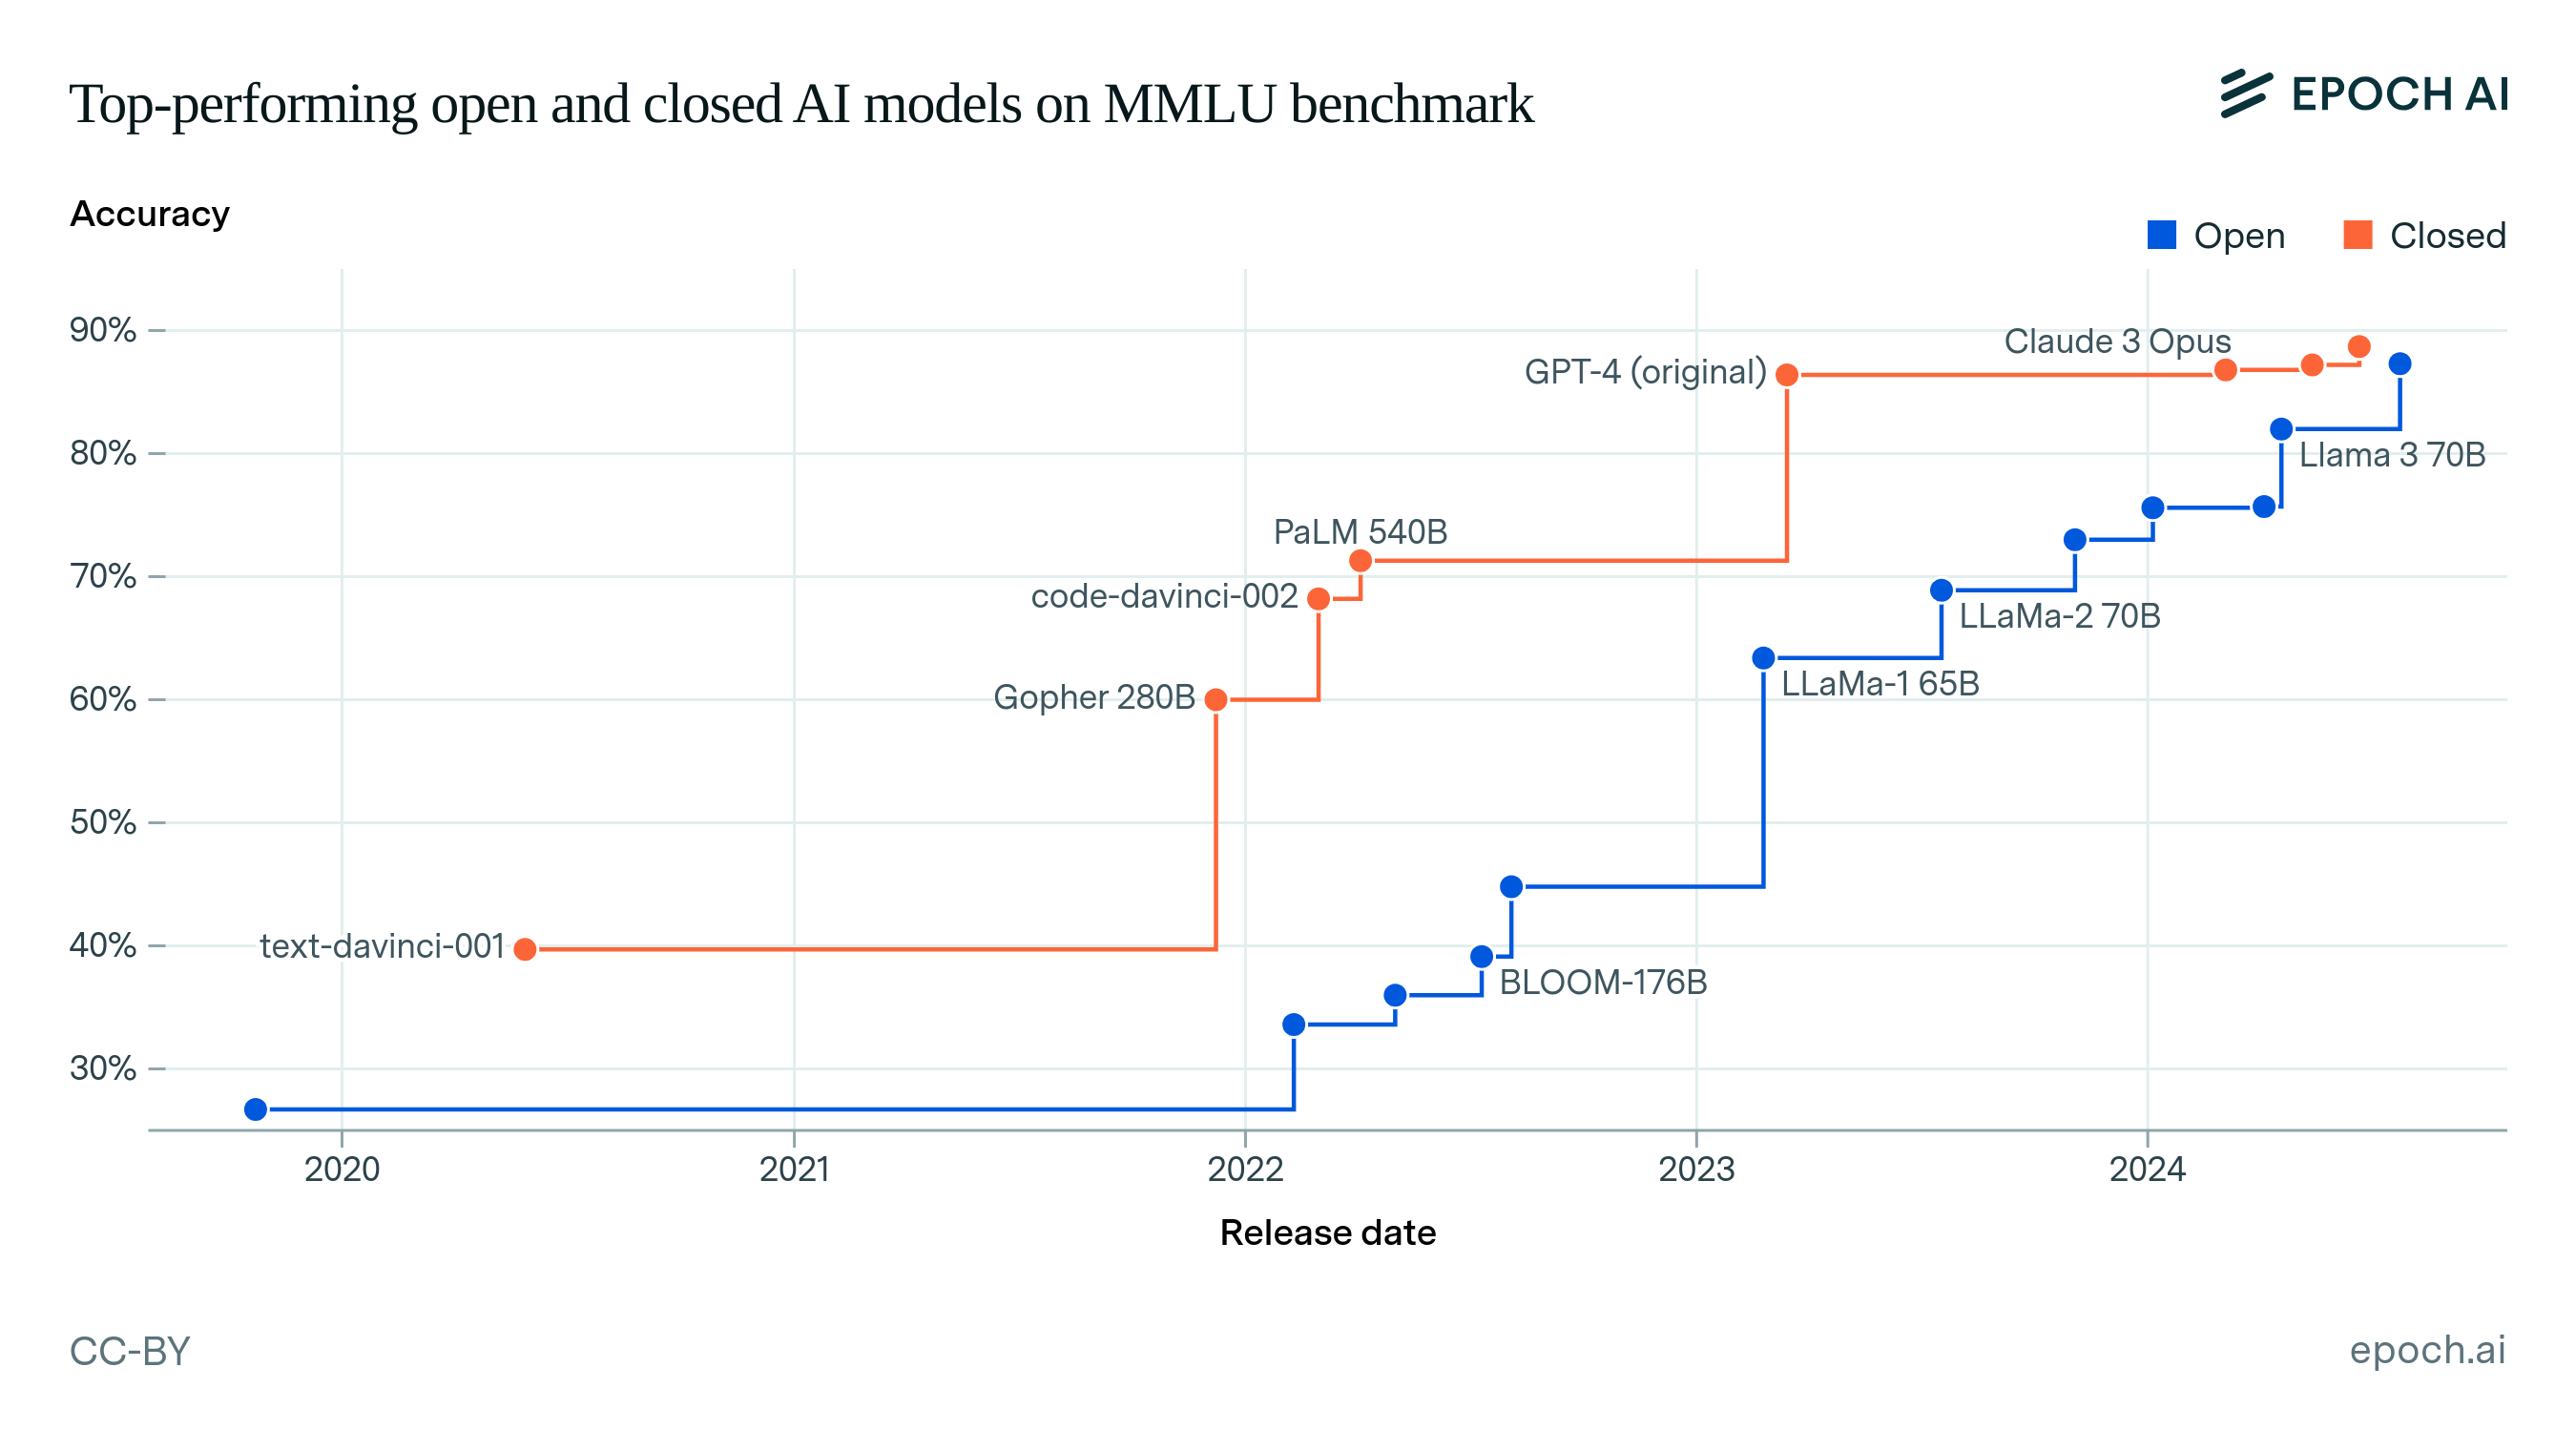 Top-performing open and closed AI models on MMLU benchmark
EPOCH AI
Accuracy
Open
Closed
90%
80%
70%
60%
50%
40%
30%
Claude 3 Opus
GPT-4 (original)
Llama 3 70B
PaLM 540B
code-davinci-002
LLaMa-2 70B
Gopher 280B
LLaMa-1 65B
text-davinci-001
BLOOM-176B
2020
2021
2022
2023
2024
Release date
CC-BY
epoch.ai